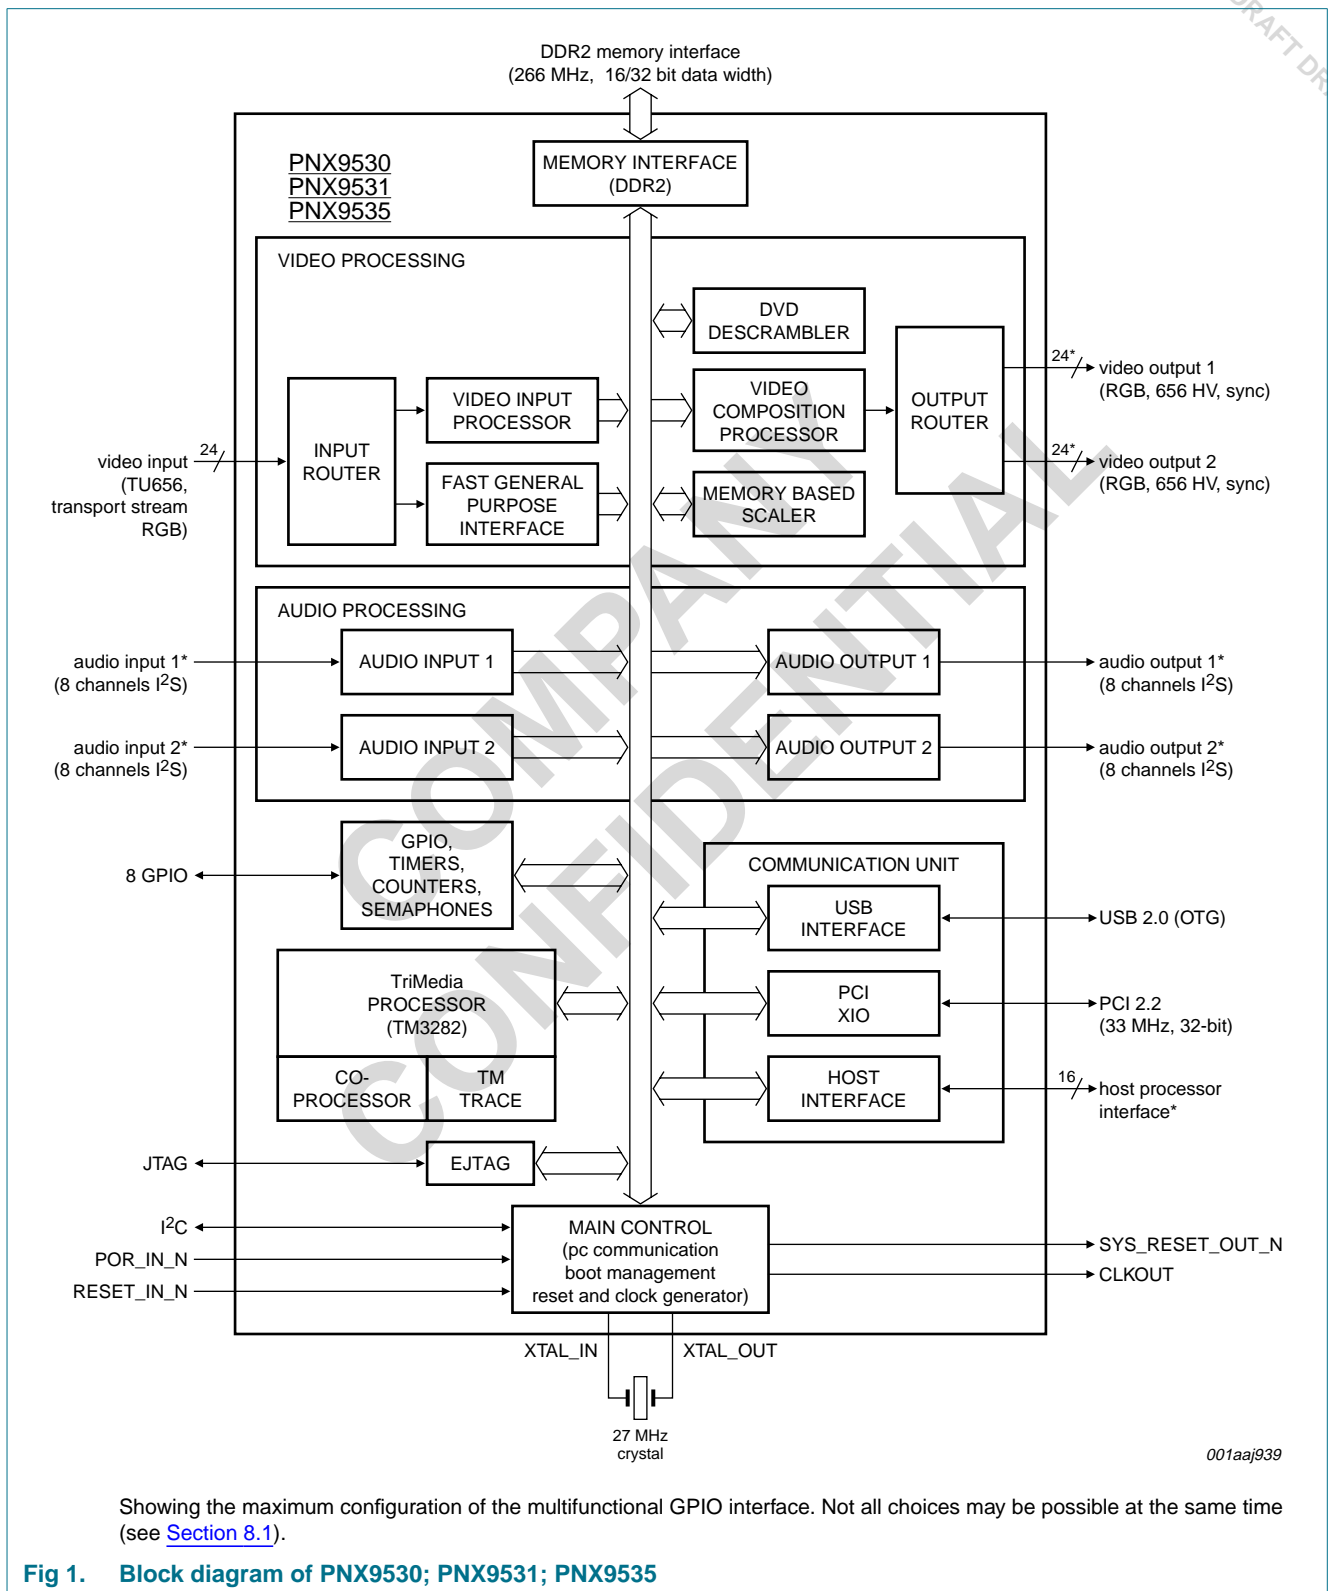 DRAFT DRA
DDR2 memory interface
(266 MHz, 16/32 bit data width)
MEMORY INTERFACE
(DDR2)
PNX9530
PNX9531
PNX9535
VIDEO PROCESSING
DVD
DESCRAMBLER
VIDEO INPUT
PROCESSOR
VIDEO
COMPOSITION
PROCESSOR
OUTPUT
ROUTER
INPUT
ROUTER
FAST GENERAL
PURPOSE
INTERFACE
MEMORY BASED
SCALER
24
video input
(TU656,
transport stream
RGB)
24*
video output 1
(RGB, 656 HV, sync)
24*
video output 2
(RGB, 656 HV, sync)
AUDIO PROCESSING
audio input 1*
(8 channels I2S)
AUDIO INPUT 1
AUDIO OUTPUT 1
audio output 1*
(8 channels I2S)
audio input 2*
(8 channels I2S)
AUDIO INPUT 2
AUDIO OUTPUT 2
audio output 2*
(8 channels I2S)
8 GPIO
GPIO,
TIMERS,
COUNTERS,
SEMAPHONES
COMMUNICATION UNIT
USB
INTERFACE
USB 2.0 (OTG)
TriMedia
PROCESSOR
(TM3282)
PCI
XIO
PCI 2.2
(33 MHz, 32-bit)
CO-
PROCESSOR
TM
TRACE
HOST
INTERFACE
16
host processor
interface*
JTAG
EJTAG
I2C
POR_IN_N
RESET_IN_N
MAIN CONTROL
(pc communication
boot management
reset and clock generator)
SYS_RESET_OUT_N
CLKOUT
XTAL_IN
XTAL_OUT
27 MHz
crystal
001aaj939
COMPANY
CONFIDENTIAL
Showing the maximum configuration of the multifunctional GPIO interface. Not all choices may be possible at the same time
(see Section 8.1).
Fig 1. Block diagram of PNX9530; PNX9531; PNX9535